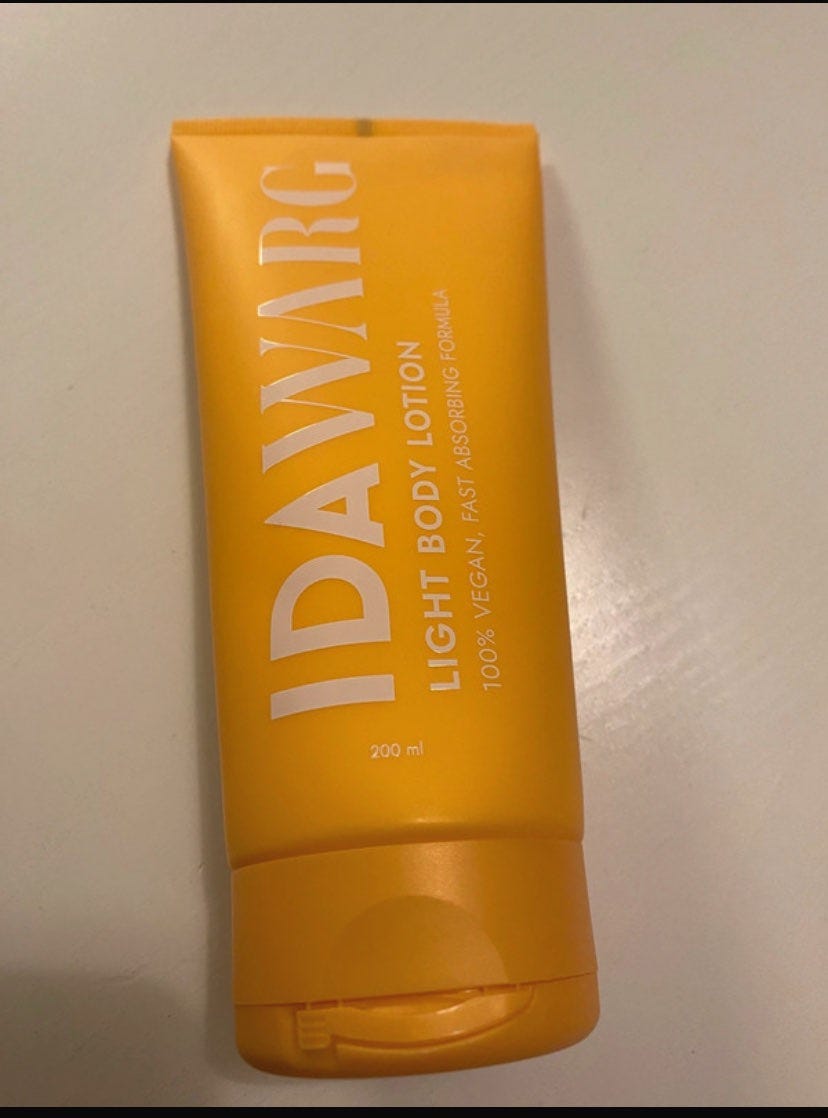 IDAWARG
LIGHT BODY LOTION
100% VEGAN, FAST ABSORBING FORMULA
200 ml